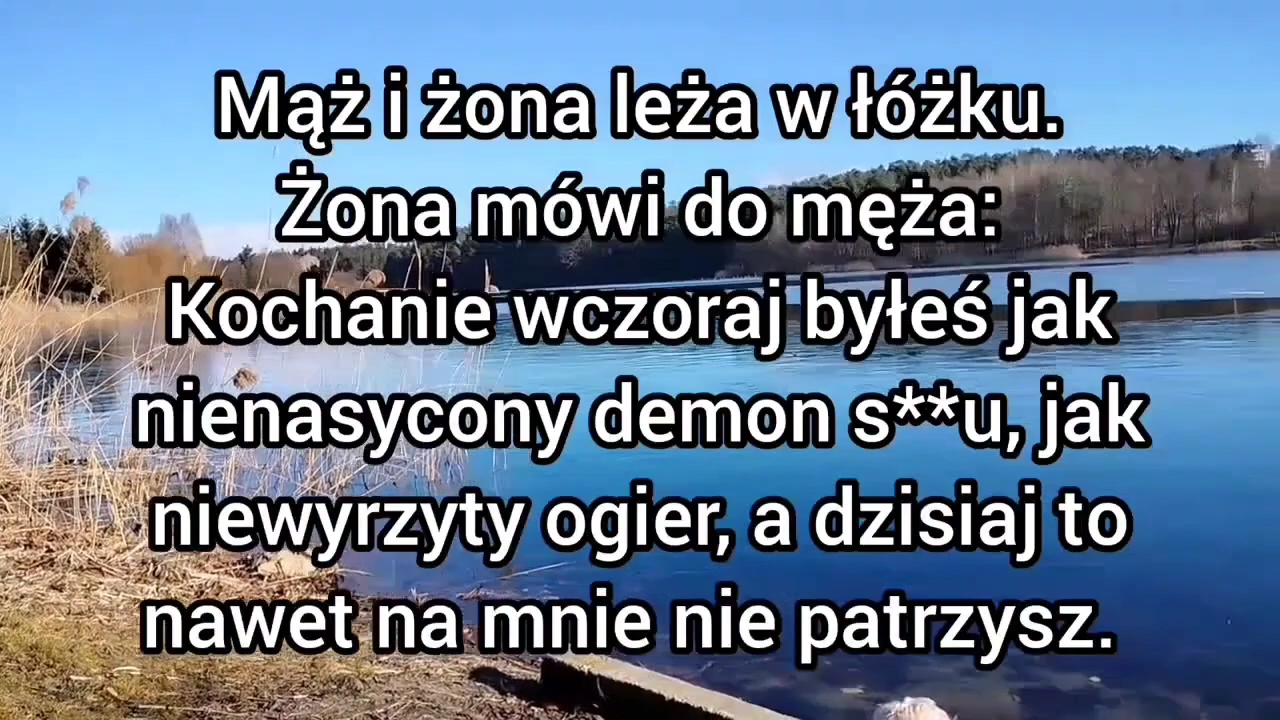 Mąż i żona leża w łóżku.
Żona mówi do męża:
Kochanie wczoraj byłeś jak
nienasycony demon s**u, jak
niewyrzyty ogier, a dzisiaj to
nawet na mnie nie patrzysz.